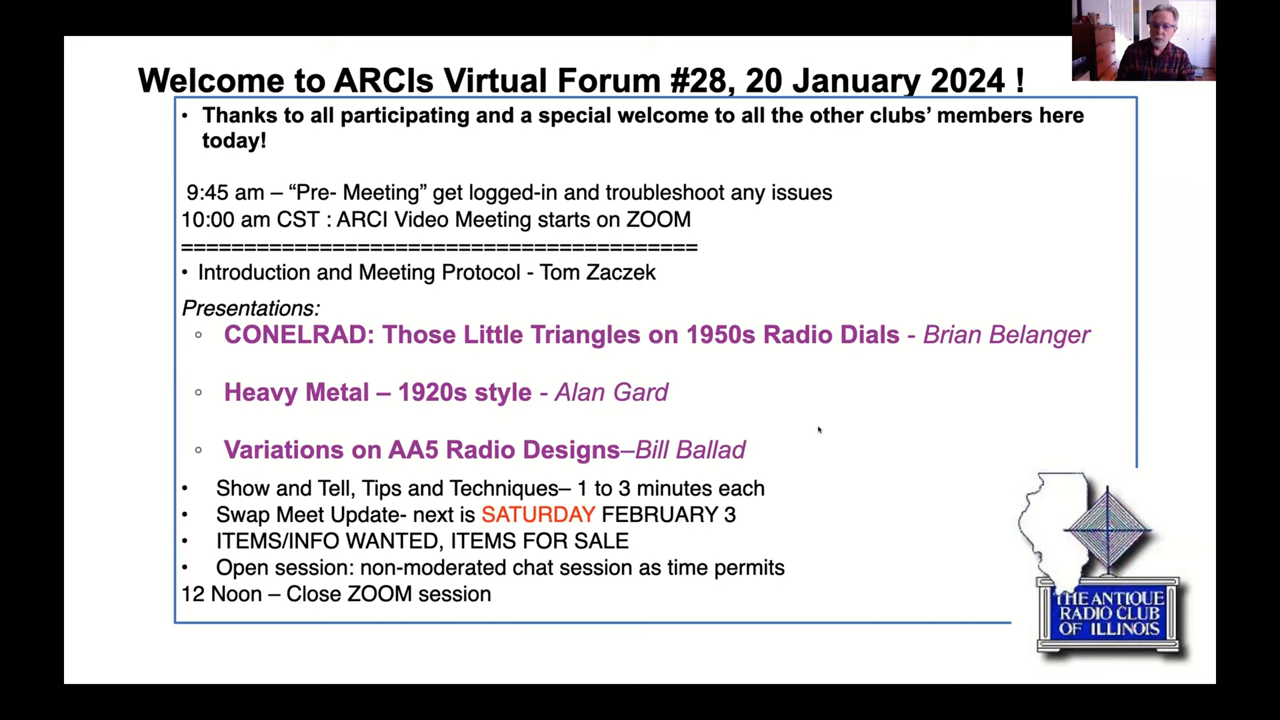 Welcome to ARCIs Virtual Forum #28, 20 January 2024 !
• Thanks to all participating and a special welcome to all the other clubs’ members here
today!
9:45 am – “Pre- Meeting” get logged-in and troubleshoot any issues
10:00 am CST : ARCI Video Meeting starts on ZOOM
=========================================
• Introduction and Meeting Protocol - Tom Zaczek
Presentations:
◦ CONELRAD: Those Little Triangles on 1950s Radio Dials - Brian Belanger
◦ Heavy Metal – 1920s style - Alan Gard
◦ Variations on AA5 Radio Designs–Bill Ballad
• Show and Tell, Tips and Techniques– 1 to 3 minutes each
• Swap Meet Update- next is SATURDAY FEBRUARY 3
• ITEMS/INFO WANTED, ITEMS FOR SALE
• Open session: non-moderated chat session as time permits
12 Noon – Close ZOOM session
THE ANTIQUE
RADIO CLUB
OF ILLINOIS